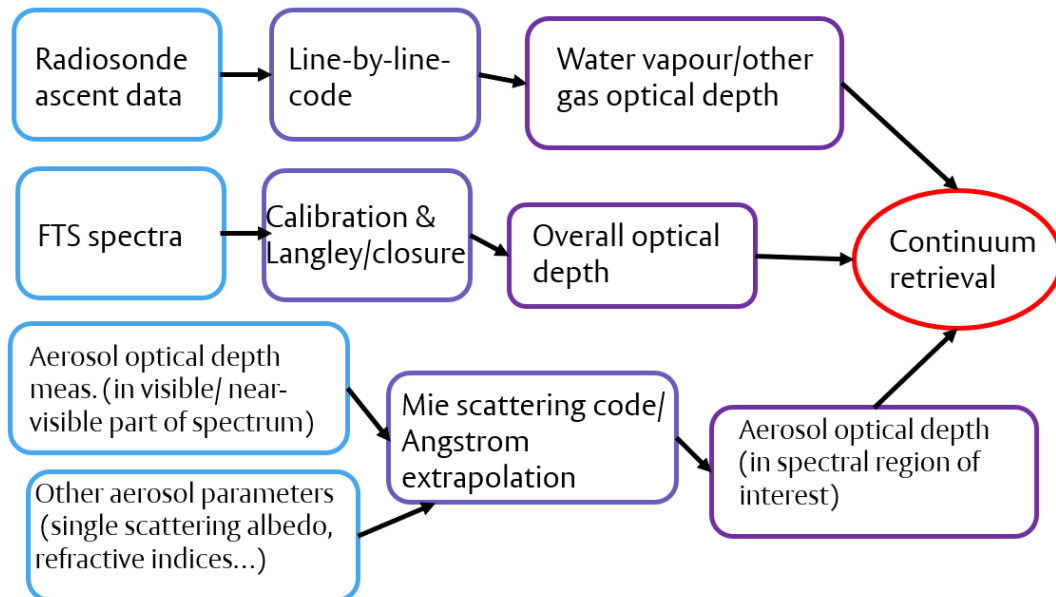 Radiosonde
ascent data
Line-by-line-
code
Water vapour/other
gas optical depth
FTS spectra
Calibration &
Langley/closure
Overall optical
depth
Continuum
retrieval
Aerosol optical depth
meas. (in visible/ near-
visible part of spectrum)
Other aerosol parameters
(single scattering albedo,
refractive indices...)
Mie scattering code/
Angstrom
extrapolation
Aerosol optical depth
(in spectral region of
interest)